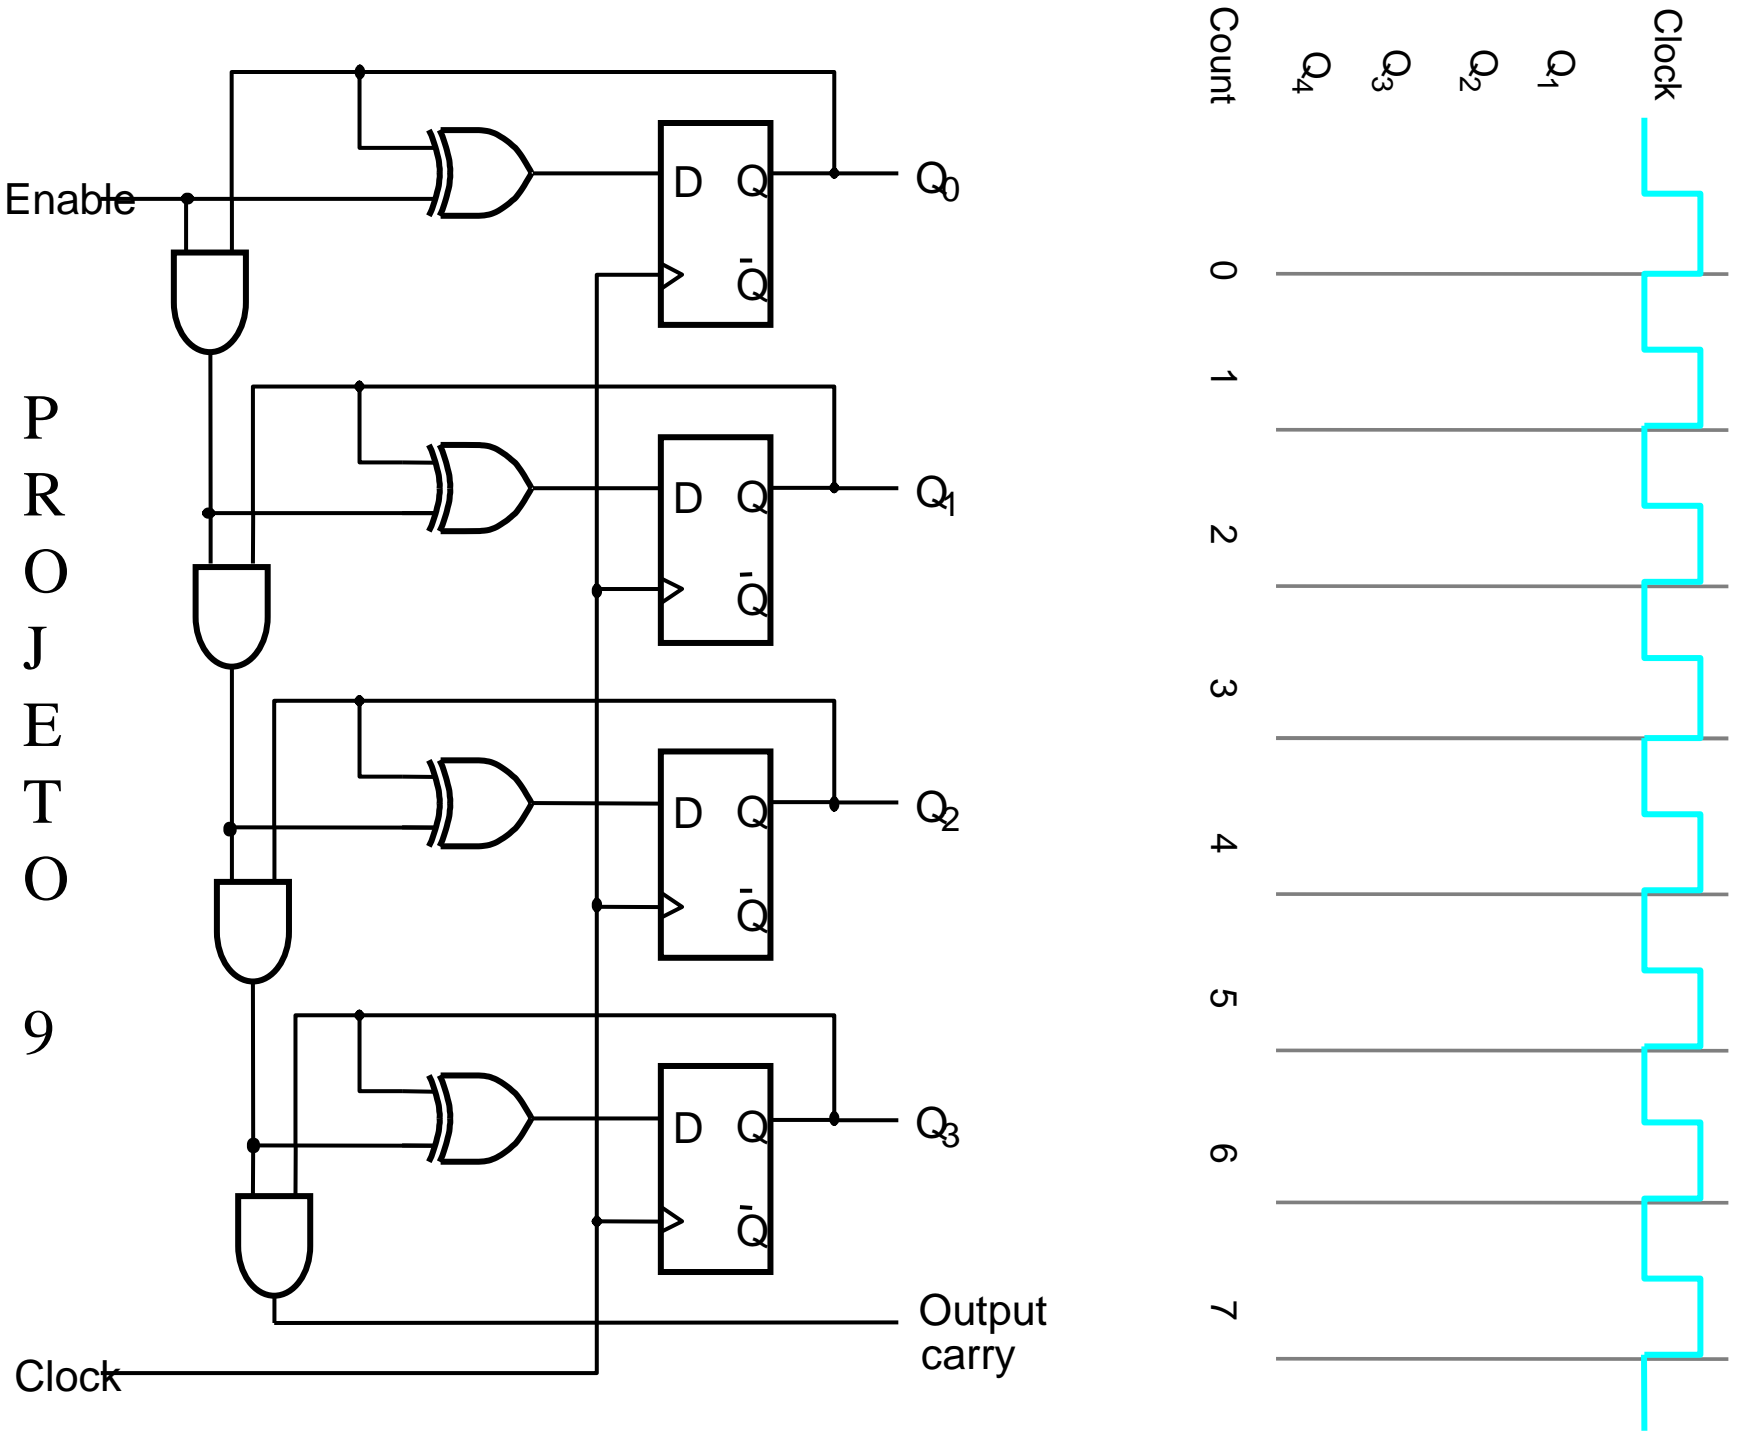 Enable
D Q
Q̄
Q0
D Q
Q̄
Q1
D Q
Q̄
Q2
D Q
Q̄
Q3
Output
carry
Clock
PROJETO 9
Clock
Q1
Q2
Q3
Q4
Count 0 1 2 3 4 5 6 7